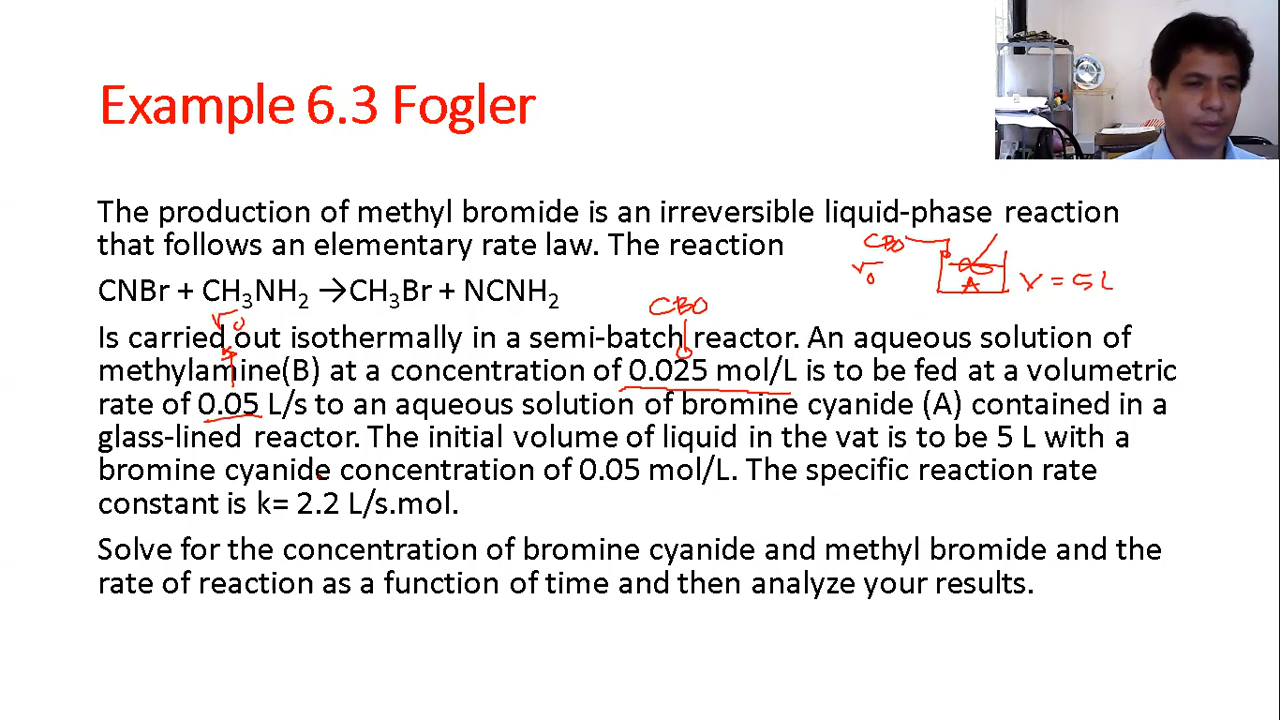 Example 6.3 Fogler
The production of methyl bromide is an irreversible liquid-phase reaction
that follows an elementary rate law. The reaction
CBO
√0
A
V = 5 L
CNBr + CH₃NH₂ →CH₃Br + NCNH₂
CBO
√0
Is carried out isothermally in a semi-batch reactor. An aqueous solution of
methylamine(B) at a concentration of 0.025 mol/L is to be fed at a volumetric
rate of 0.05 L/s to an aqueous solution of bromine cyanide (A) contained in a
glass-lined reactor. The initial volume of liquid in the vat is to be 5 L with a
bromine cyanide concentration of 0.05 mol/L. The specific reaction rate
constant is k= 2.2 L/s.mol.
Solve for the concentration of bromine cyanide and methyl bromide and the
rate of reaction as a function of time and then analyze your results.